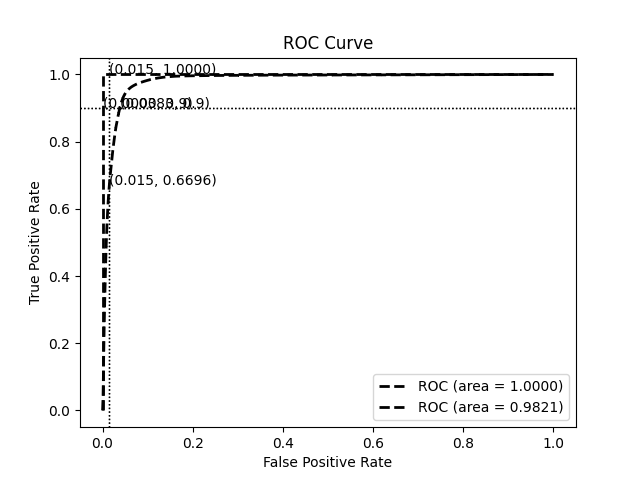 ROC Curve
True Positive Rate
1.0
0.8
0.6
0.4
0.2
0.0
(0.015, 1.0000)
(0.015, 0.6696)
ROC (area = 1.0000)
ROC (area = 0.9821)
0.0 0.2 0.4 0.6 0.8 1.0
False Positive Rate